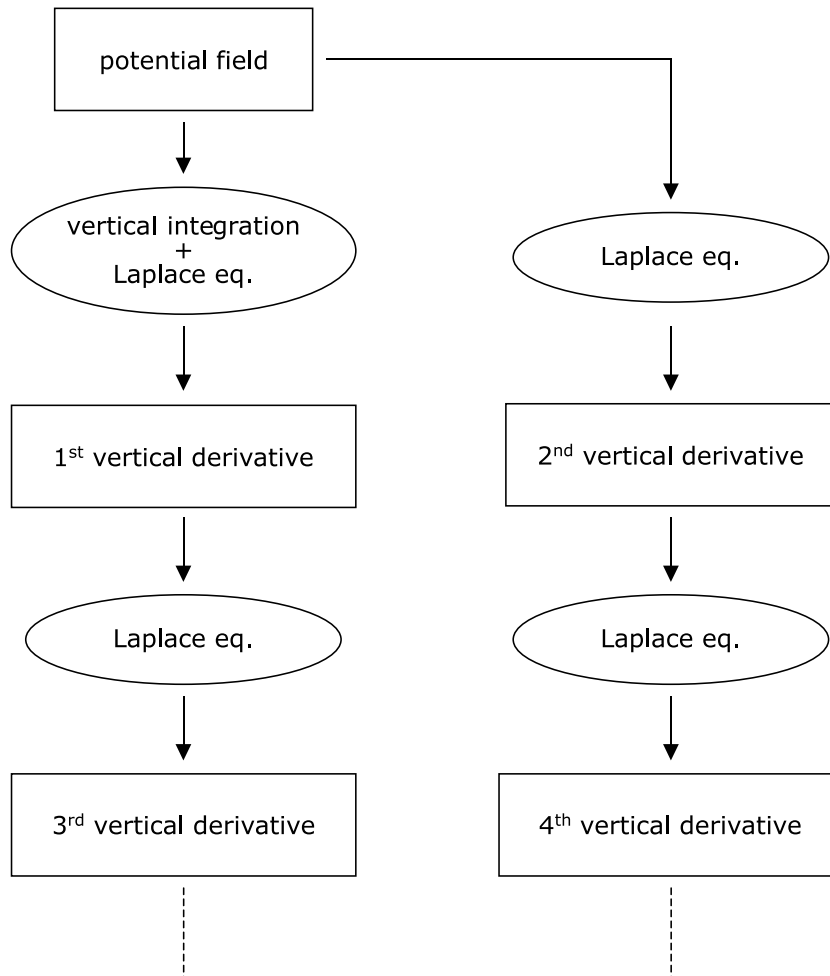 potential field
vertical integration
+
Laplace eq.
Laplace eq.
1st vertical derivative
2nd vertical derivative
Laplace eq.
Laplace eq.
3rd vertical derivative
4th vertical derivative